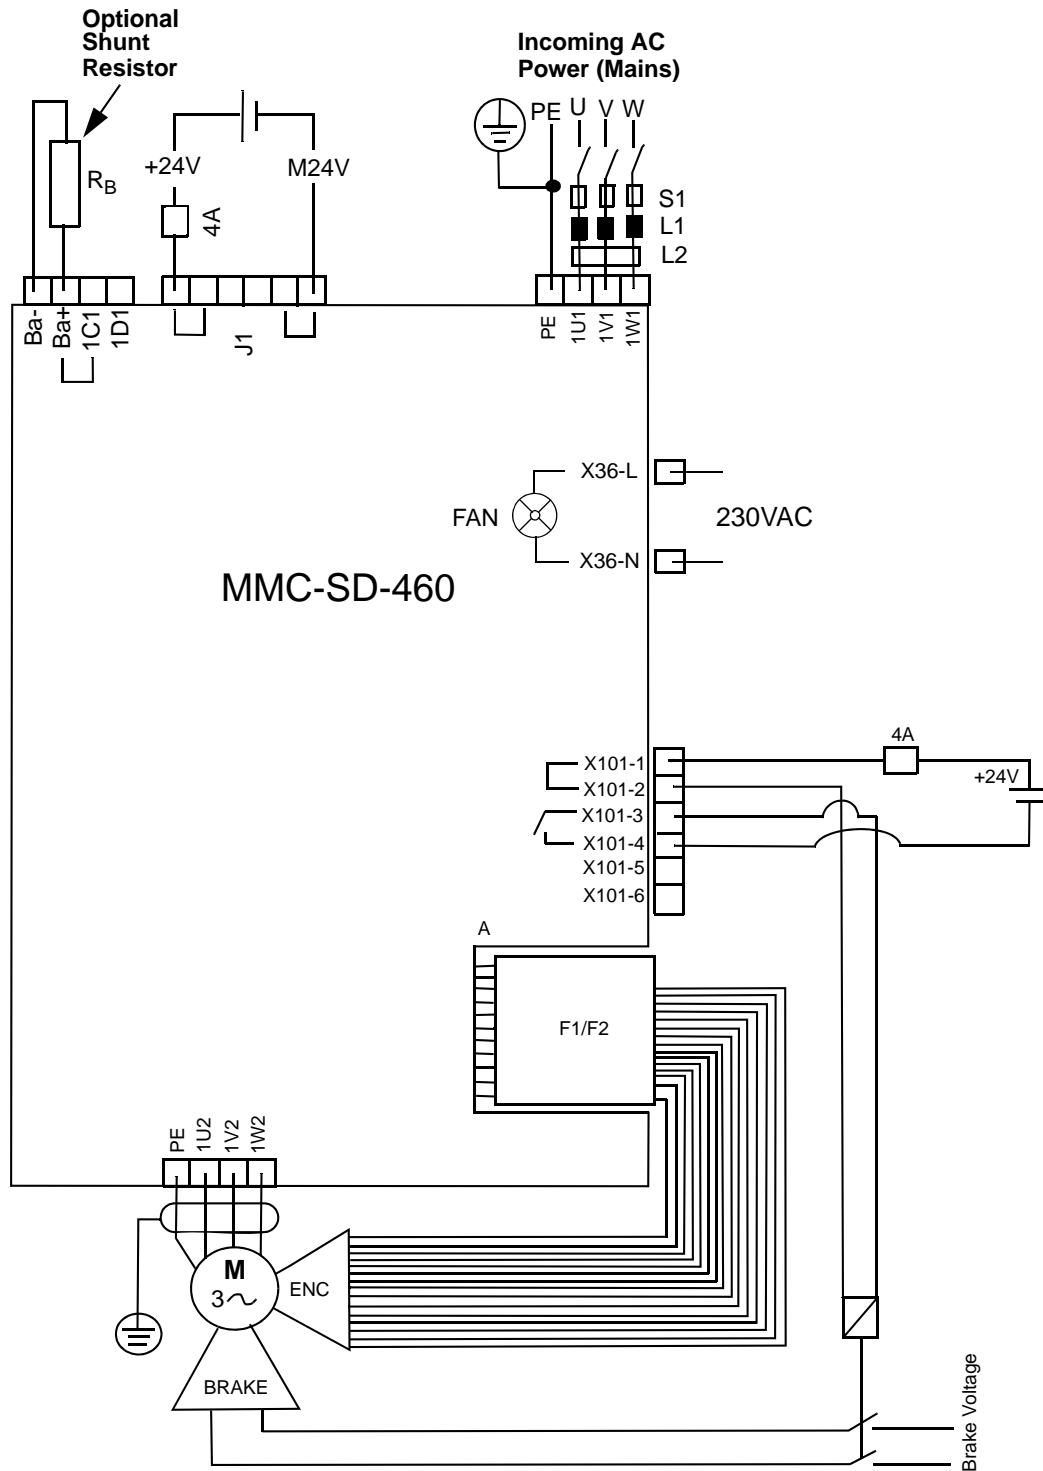 Optional
Shunt
Resistor
Incoming AC
Power (Mains)
PE
U
V
W
+24V
M24V
RB
4A
S1
L1
L2
Ba-
Ba+
1C1
1D1
J1
PE
1U1
1V1
1W1
X36-L
FAN
230VAC
X36-N
MMC-SD-460
4A
X101-1
+24V
X101-2
X101-3
X101-4
X101-5
X101-6
A
F1/F2
PE
1U2
1V2
1W2
M
3
ENC
BRAKE
Brake Voltage